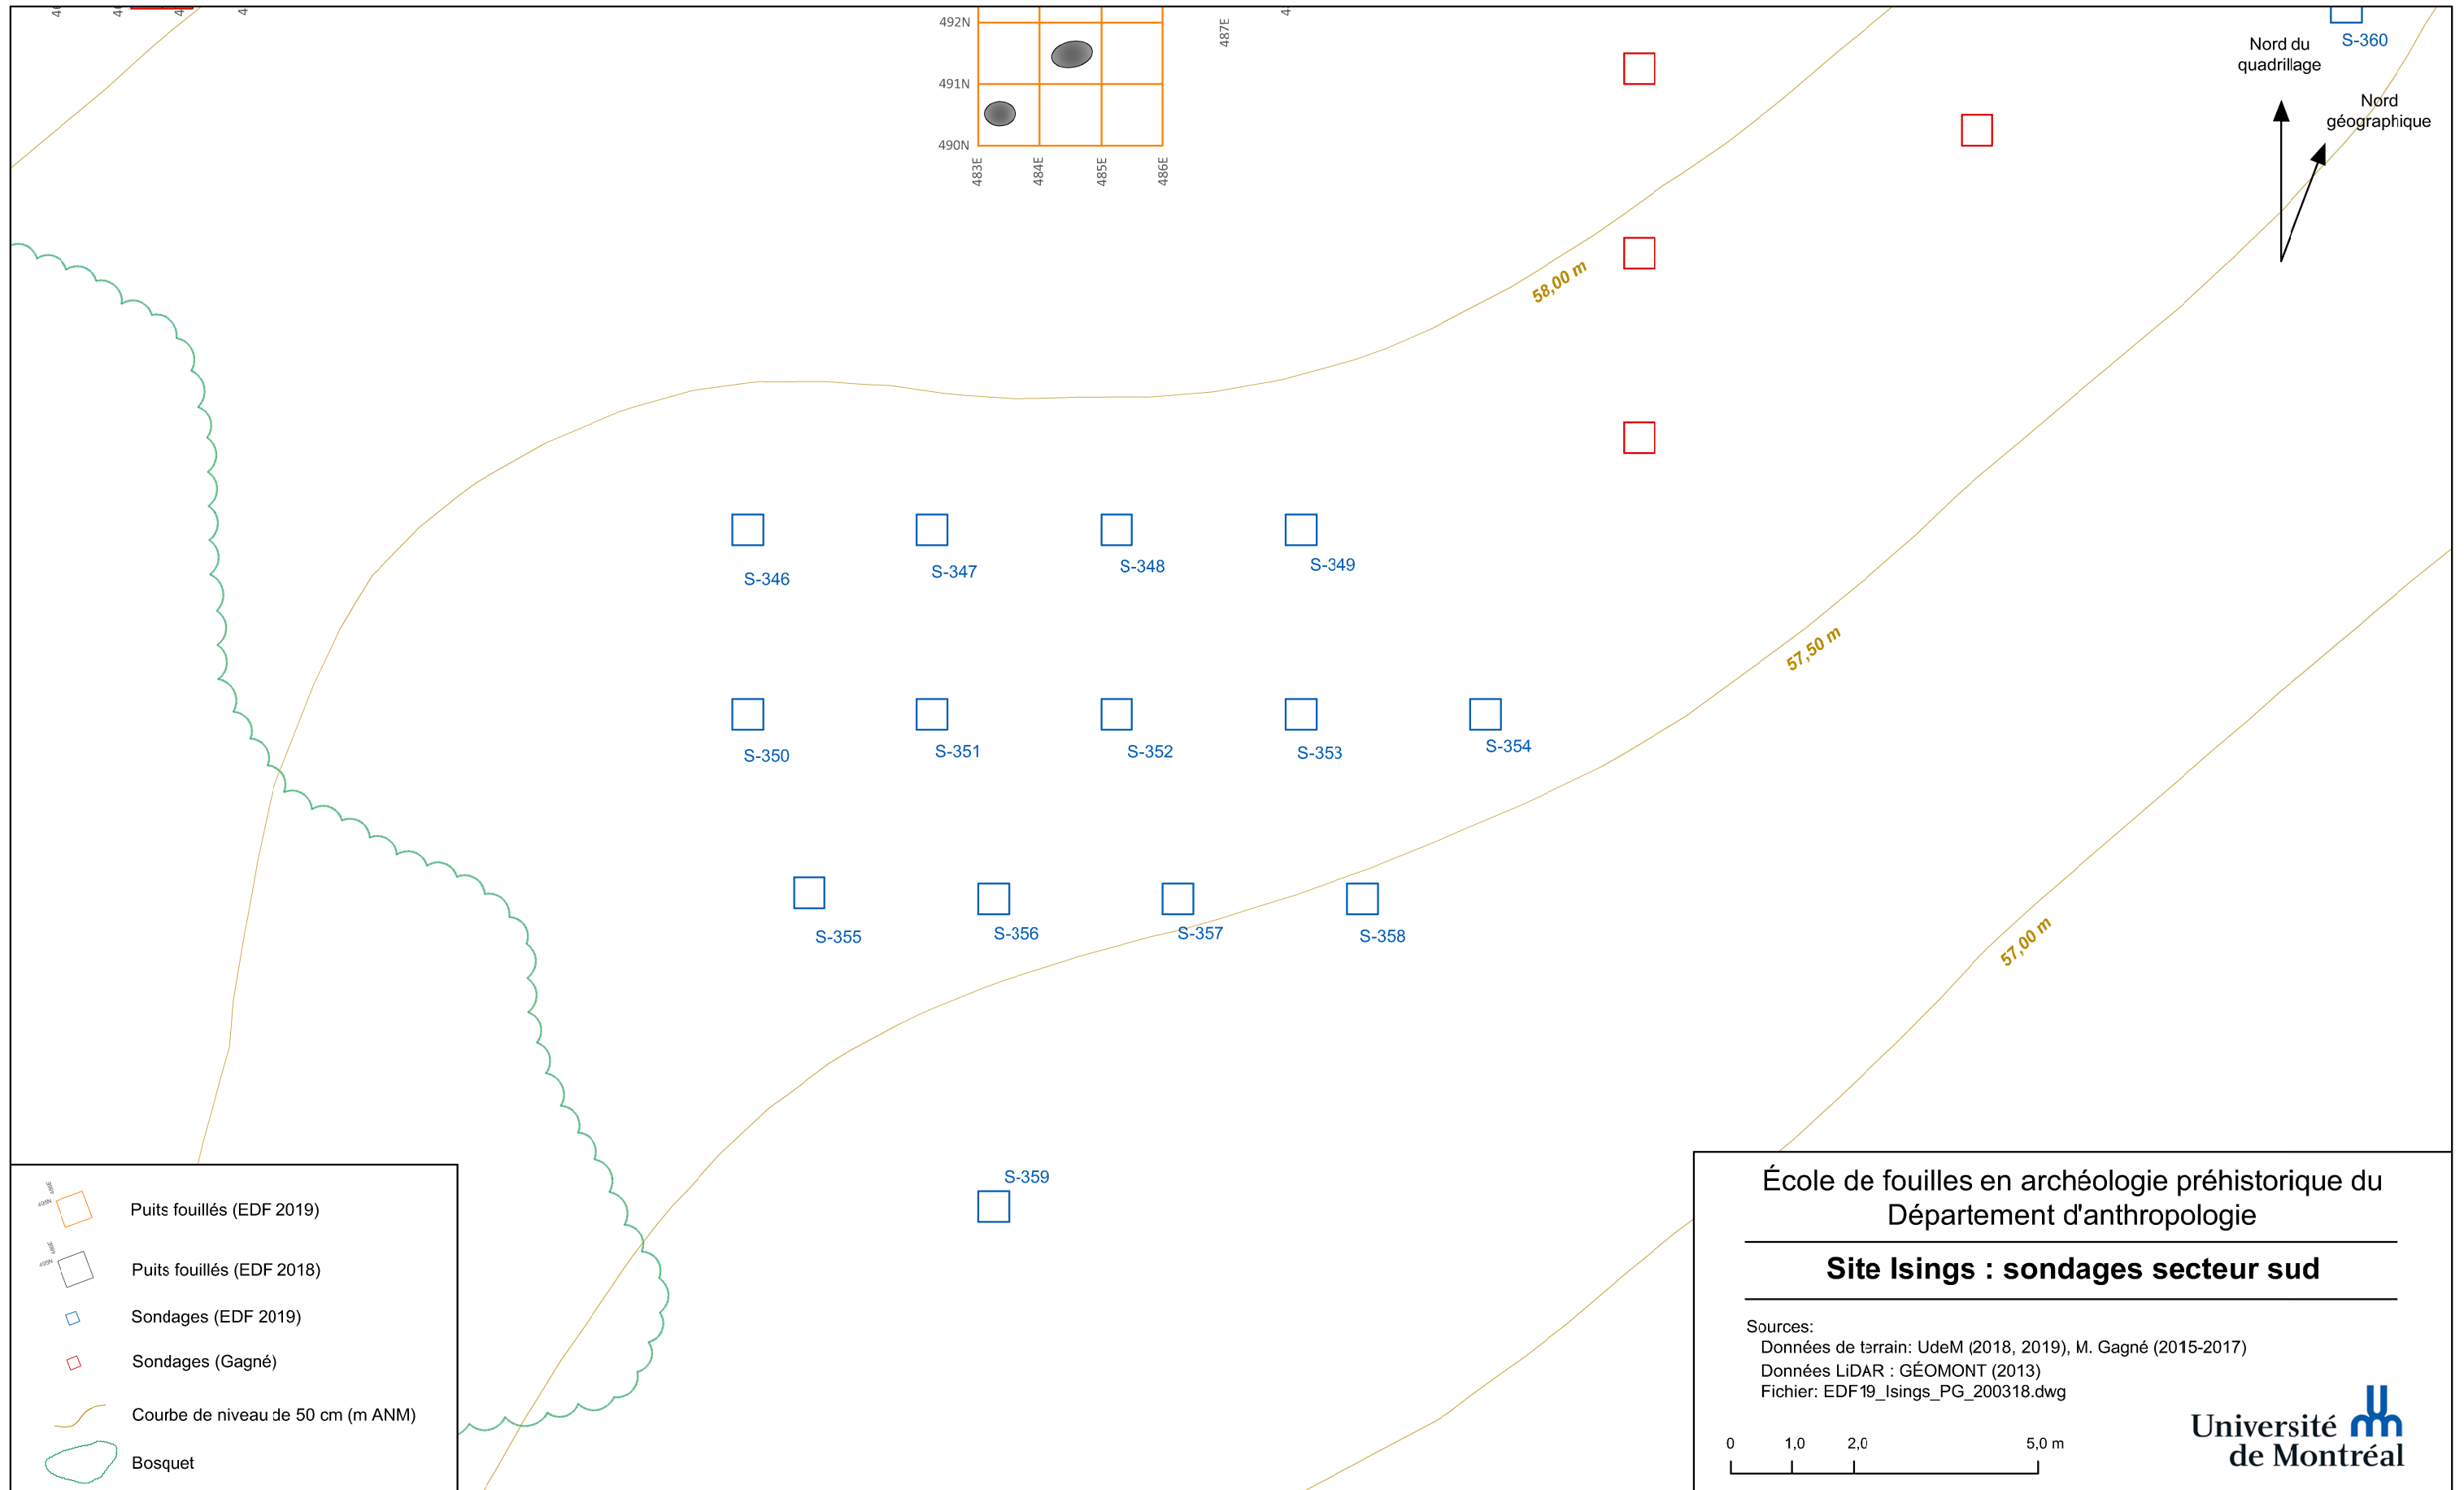 492N
491N
490N
483E
484E
485E
486E
487E
S-360
Nord du
quadrillage
Nord
géographique
58,00 m
S-346
S-347
S-348
S-349
57,50 m
S-350
S-351
S-352
S-353
S-354
S-355
S-356
S-357
S-358
57,00 m
S-359
Puits fouillés (EDF 2019)
Puits fouillés (EDF 2018)
Sondages (EDF 2019)
Sondages (Gagné)
Courbe de niveau de 50 cm (m ANM)
Bosquet
École de fouilles en archéologie préhistorique du
Département d'anthropologie
Site Isings : sondages secteur sud
Sources:
Données de terrain: UdeM (2018, 2019), M. Gagné (2015-2017)
Données LiDAR : GÉOMONT (2013)
Fichier: EDF19_Isings_PG_200318.dwg
0 1,0 2,0 5,0 m
Université
de Montréal